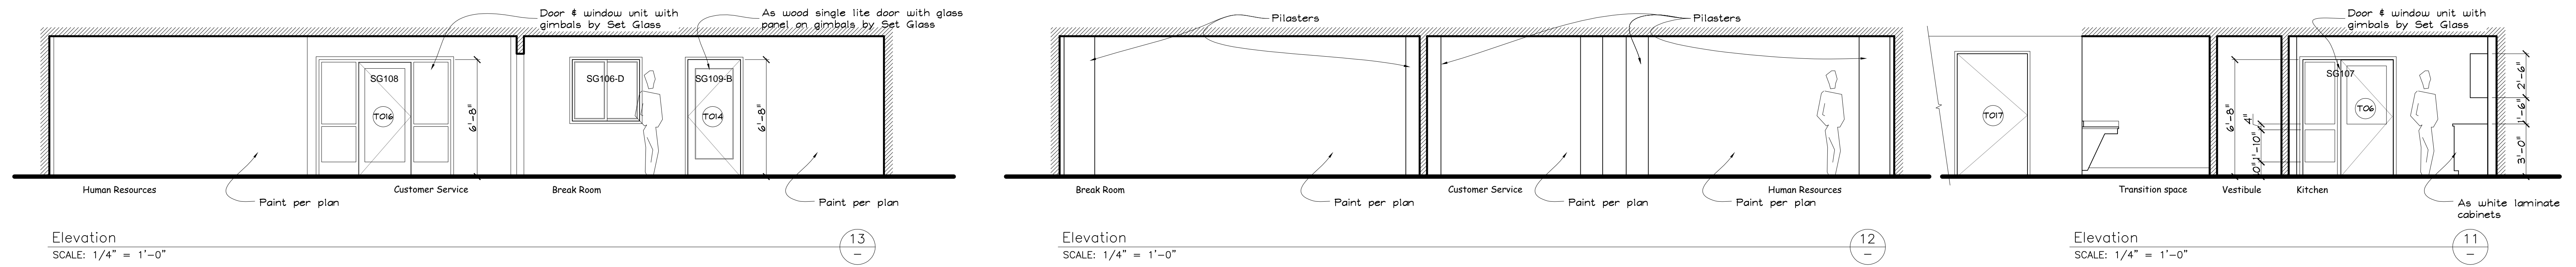 Door & window unit with
gimbals by Set Glass
As wood single lite door with glass
panel on gimbals by Set Glass
SG108
SG106-D
SG109-B
TO16
TO14
6'-8"
6'-8"
Human Resources
Customer Service
Break Room
Paint per plan
Paint per plan
Elevation
SCALE: 1/4" = 1'-0"
13
-
Pilasters
Pilasters
Break Room
Customer Service
Human Resources
Paint per plan
Paint per plan
Paint per plan
Elevation
SCALE: 1/4" = 1'-0"
12
-
Door & window unit with
gimbals by Set Glass
SG107
TO17
TO6
6'-8"
4"
1'-10"
2'-6"
1'-6"
3'-0"
Transition space
Vestibule
Kitchen
As white laminate
cabinets
Elevation
SCALE: 1/4" = 1'-0"
11
-